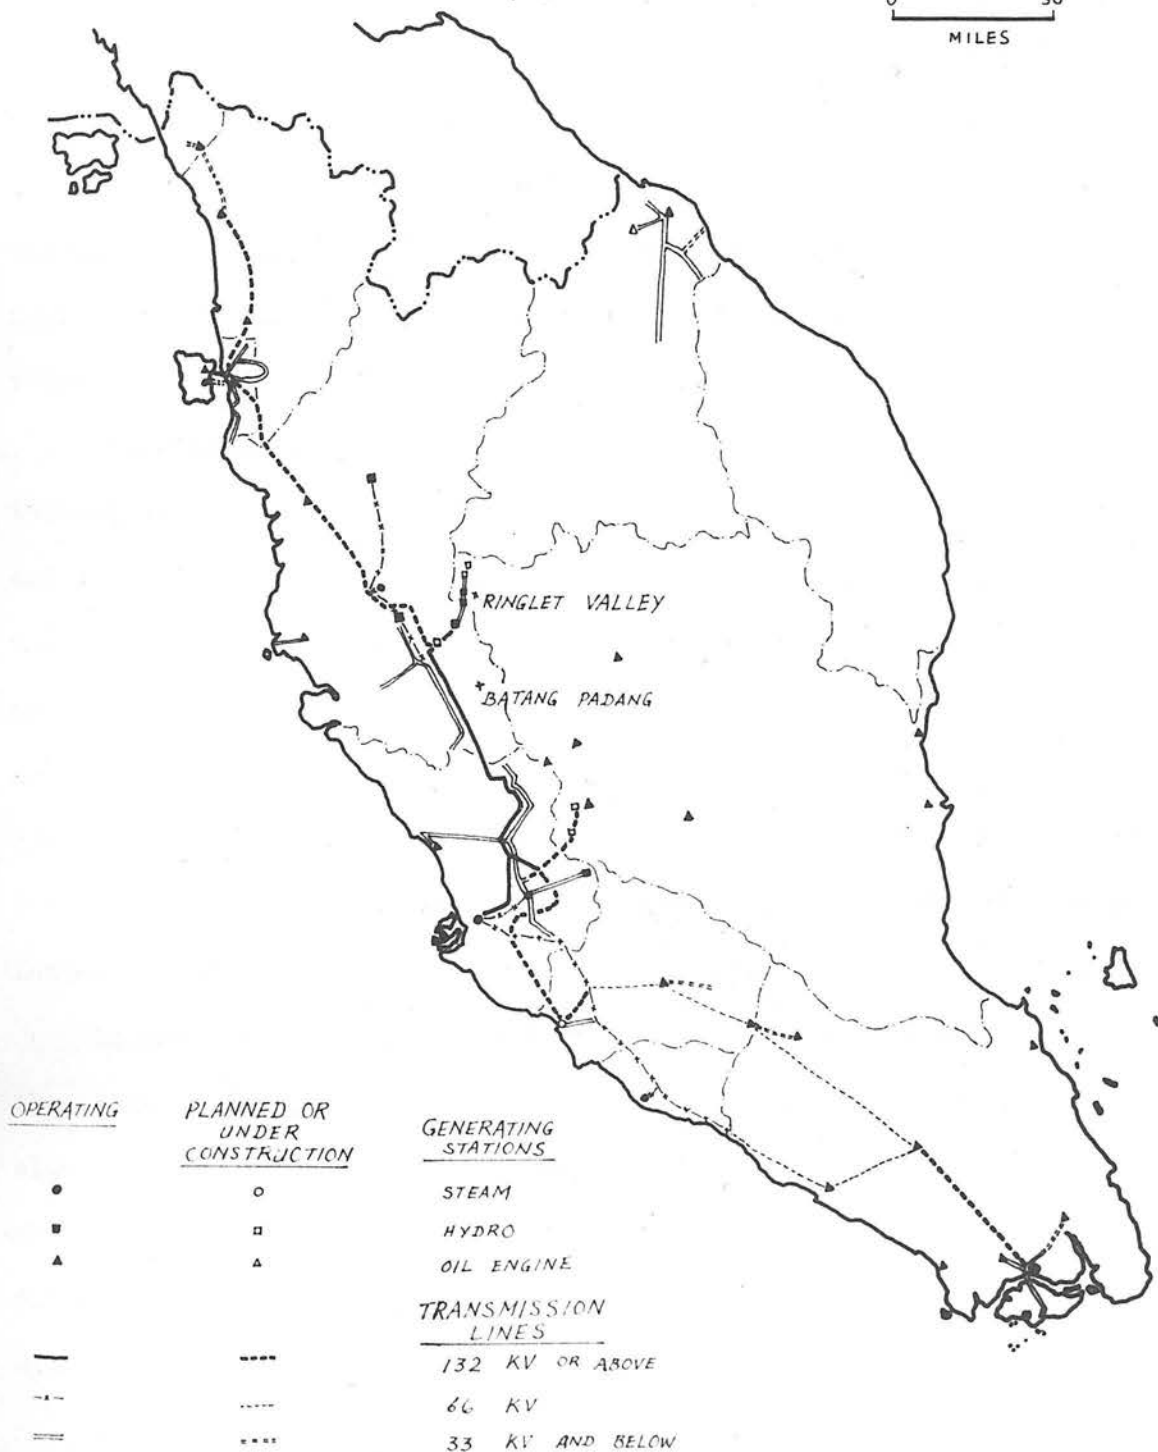 0 50
MILES
RINGLET VALLEY
BATANG PADANG
OPERATING
PLANNED OR
UNDER
CONSTRUCTION
GENERATING
STATIONS
STEAM
HYDRO
OIL ENGINE
TRANSMISSION
LINES
132 KV OR ABOVE
66 KV
33 KV AND BELOW